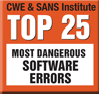 CWE & SANS Institute
TOP 25
MOST DANGEROUS
SOFTWARE
ERRORS